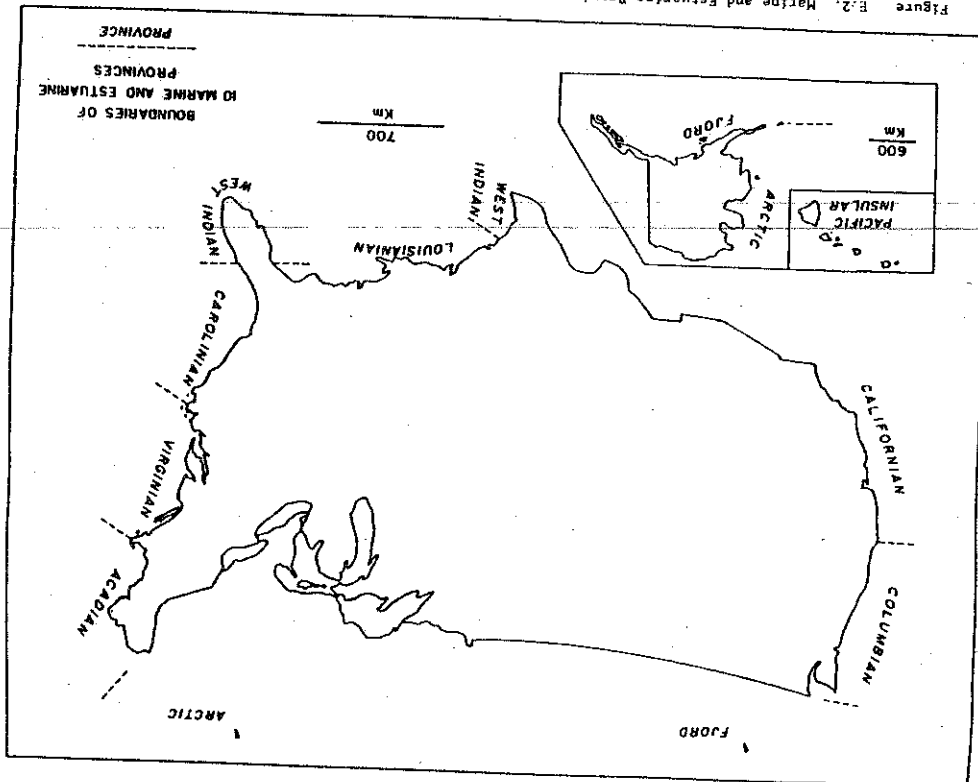 FJORD
ARCTIC
COLUMBIAN
ACADIAN
VIRGINIAN
CALIFORNIAN
CAROLINIAN
LOUISIANIAN
WEST
INDIAN
WEST
INDIAN
PACIFIC
INSULAR
ARCTIC
FJORD
600
Km
700
Km
BOUNDARIES OF
10 MARINE AND ESTUARINE
PROVINCES
PROVINCE
Figure E.2. Marine and Estuarine